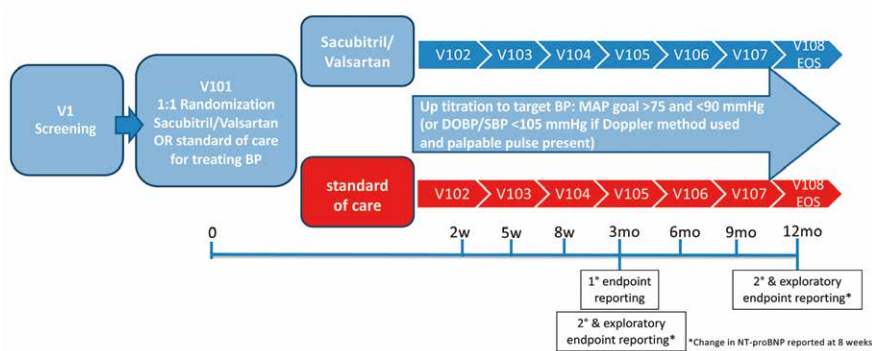 V1
Screening
V101
1:1 Randomization
Sacubitril/Valsartan
OR standard of care
for treating BP
Sacubitril/
Valsartan
V102
V103
V104
V105
V106
V107
V108
EOS
Up titration to target BP: MAP goal >75 and <90 mmHg
(or DOBP/SBP <105 mmHg if Doppler method used
and palpable pulse present)
standard
of care
V102
V103
V104
V105
V106
V107
V108
EOS
0
2w
5w
8w
3mo
6mo
9mo
12mo
1° endpoint
reporting
2° & exploratory
endpoint reporting*
2° & exploratory
endpoint reporting*
*Change in NT-proBNP reported at 8 weeks